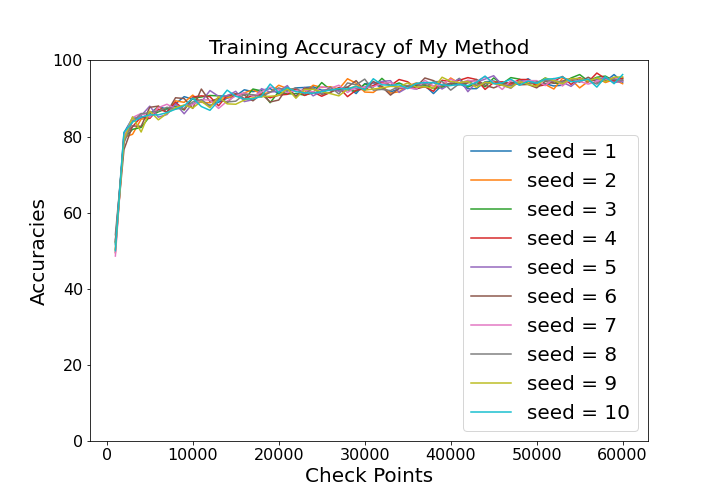 Training Accuracy of My Method
100
80
60
40
20
0
Accuracies
seed = 1
seed = 2
seed = 3
seed = 4
seed = 5
seed = 6
seed = 7
seed = 8
seed = 9
seed = 10
0 10000 20000 30000 40000 50000 60000
Check Points